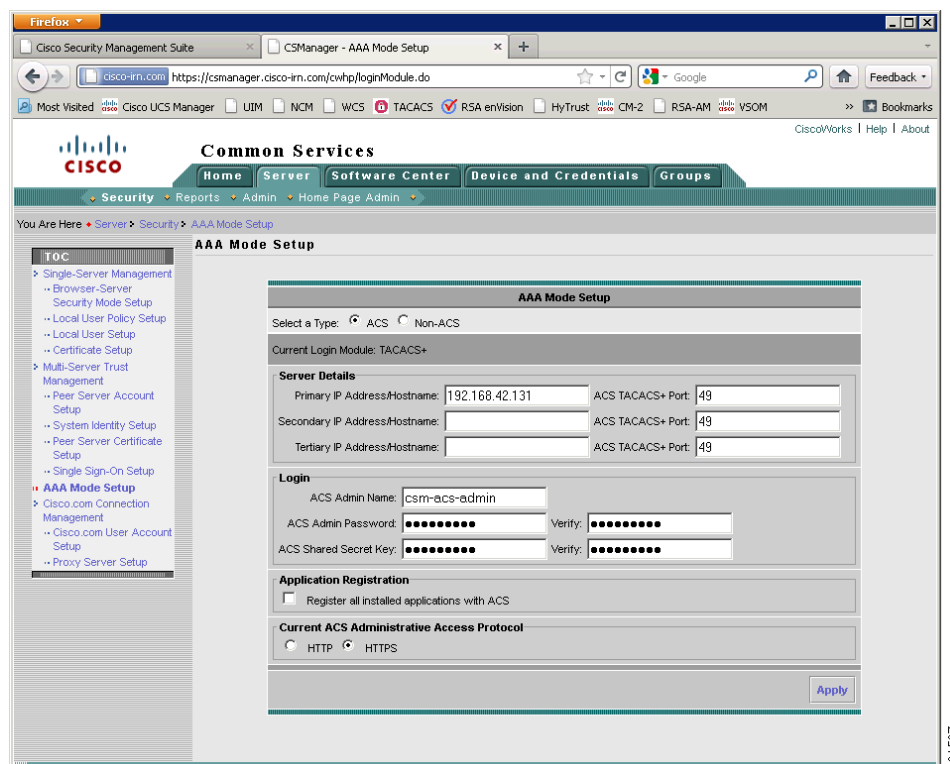 Firefox
Cisco Security Management Suite
CSManager - AAA Mode Setup
cisco-irn.com https://csmanager.cisco-irn.com/cwhp/loginModule.do
Google
Feedback
Most Visited Cisco UCS Manager UIM NCM WCS TACACS RSA enVision HyTrust CM-2 RSA-AM VSOM » Bookmarks
CiscoWorks | Help | About
CISCO
Common Services
Home Server Software Center Device and Credentials Groups
Security Reports Admin Home Page Admin
You Are Here Server > Security > AAA Mode Setup
AAA Mode Setup
TOC
Single-Server Management
Browser-Server
Security Mode Setup
Local User Policy Setup
Local User Setup
Certificate Setup
Multi-Server Trust
Management
Peer Server Account
Setup
System Identity Setup
Peer Server Certificate
Setup
Single Sign-On Setup
AAA Mode Setup
Cisco.com Connection
Management
Cisco.com User Account
Setup
Proxy Server Setup
AAA Mode Setup
Select a Type: ACS Non-ACS
Current Login Module: TACACS+
Server Details
Primary IP Address/Hostname: 192.168.42.131 ACS TACACS+ Port: 49
Secondary IP Address/Hostname: ACS TACACS+ Port: 49
Tertiary IP Address/Hostname: ACS TACACS+ Port: 49
Login
ACS Admin Name: csm-acs-admin
ACS Admin Password: ●●●●●●●●● Verify: ●●●●●●●●●
ACS Shared Secret Key: ●●●●●●●●● Verify: ●●●●●●●●●
Application Registration
Register all installed applications with ACS
Current ACS Administrative Access Protocol
HTTP HTTPS
Apply